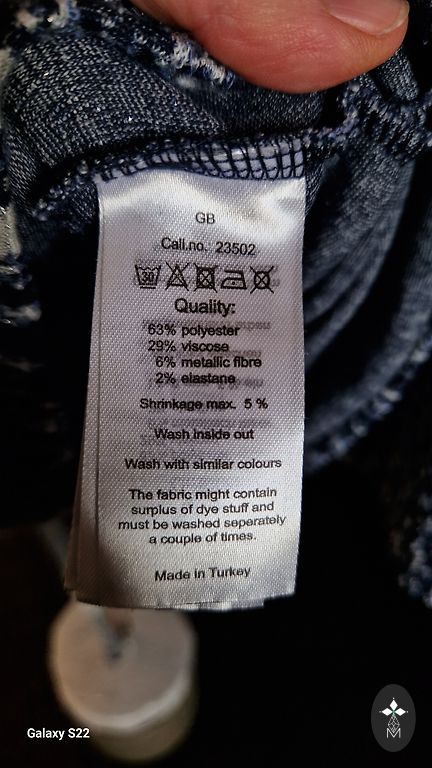 GB
Call.no. 23502
30
Quality:
63% polyester
29% viscose
6% metallic fibre
2% elastane
Shrinkage max. 5 %
Wash inside out
Wash with similar colours
The fabric might contain
surplus of dye stuff and
must be washed seperately
a couple of times.
Made in Turkey
Galaxy S22
M